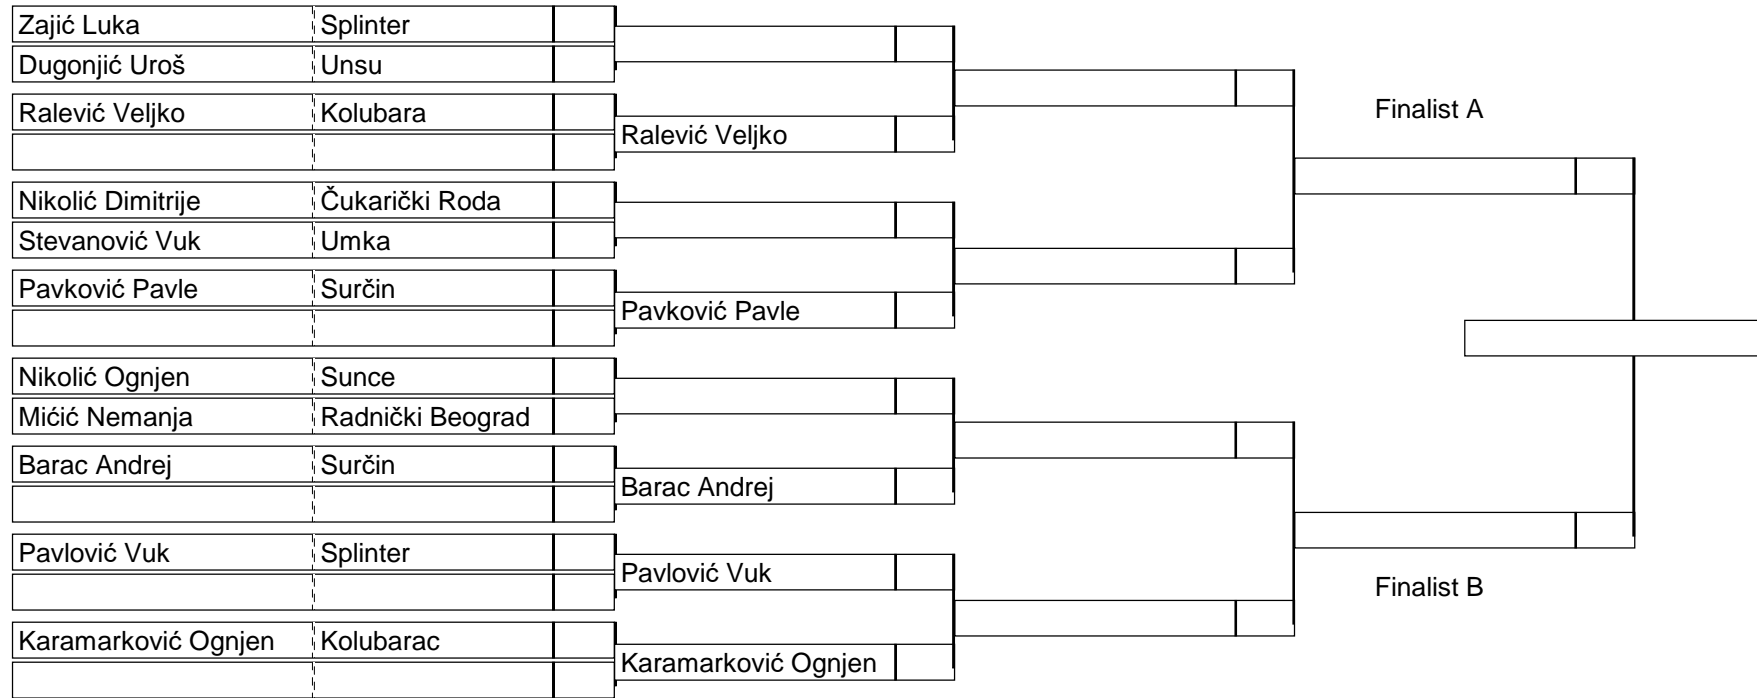 Zajić Luka Splinter
Dugonjić Uroš Unsu
Ralević Veljko Kolubara
Ralević Veljko
Finalist A
Nikolić Dimitrije Čukarički Roda
Stevanović Vuk Umka
Pavković Pavle Surčin
Pavković Pavle
Nikolić Ognjen Sunce
Mićić Nemanja Radnički Beograd
Barac Andrej Surčin
Barac Andrej
Pavlović Vuk Splinter
Pavlović Vuk
Finalist B
Karamarković Ognjen Kolubarac
Karamarković Ognjen